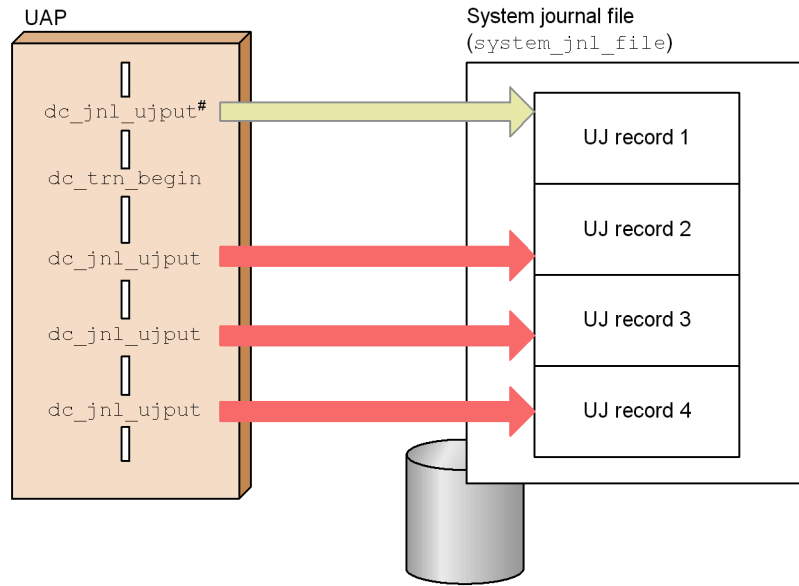 UAP
System journal file
(system_jnl_file)
dc_jnl_ujput#
UJ record 1
dc_trn_begin
UJ record 2
dc_jnl_ujput
UJ record 3
dc_jnl_ujput
UJ record 4
dc_jnl_ujput